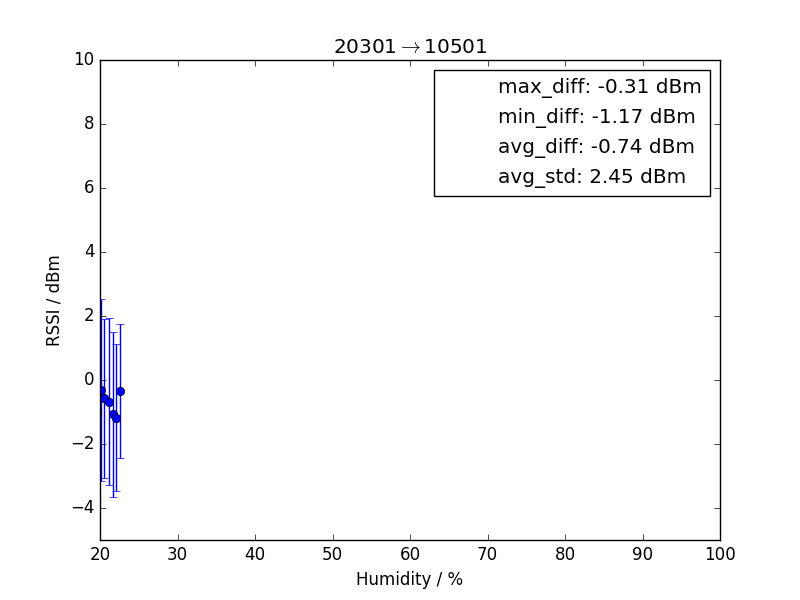 20301→10501
max_diff: -0.31 dBm
min_diff: -1.17 dBm
avg_diff: -0.74 dBm
avg_std: 2.45 dBm
RSSI / dBm
10
8
6
4
2
0
−2
−4
20 30 40 50 60 70 80 90 100
Humidity / %